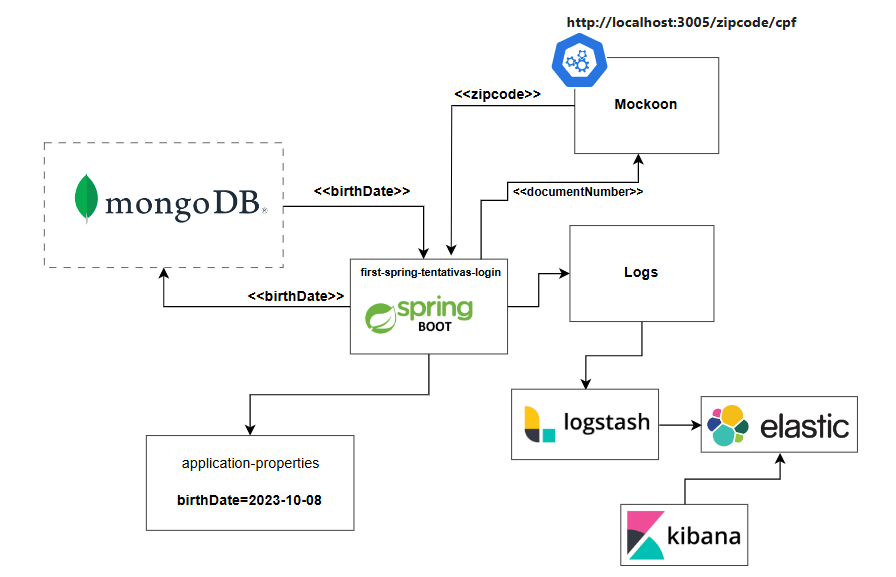 http://localhost:3005/zipcode/cpf
<<zipcode>>
Mockoon
mongoDB®
<<birthDate>>
<<documentNumber>>
first-spring-tentativas-login
spring
BOOT
Logs
<<birthDate>>
logstash
elastic
application-properties
birthDate=2023-10-08
kibana